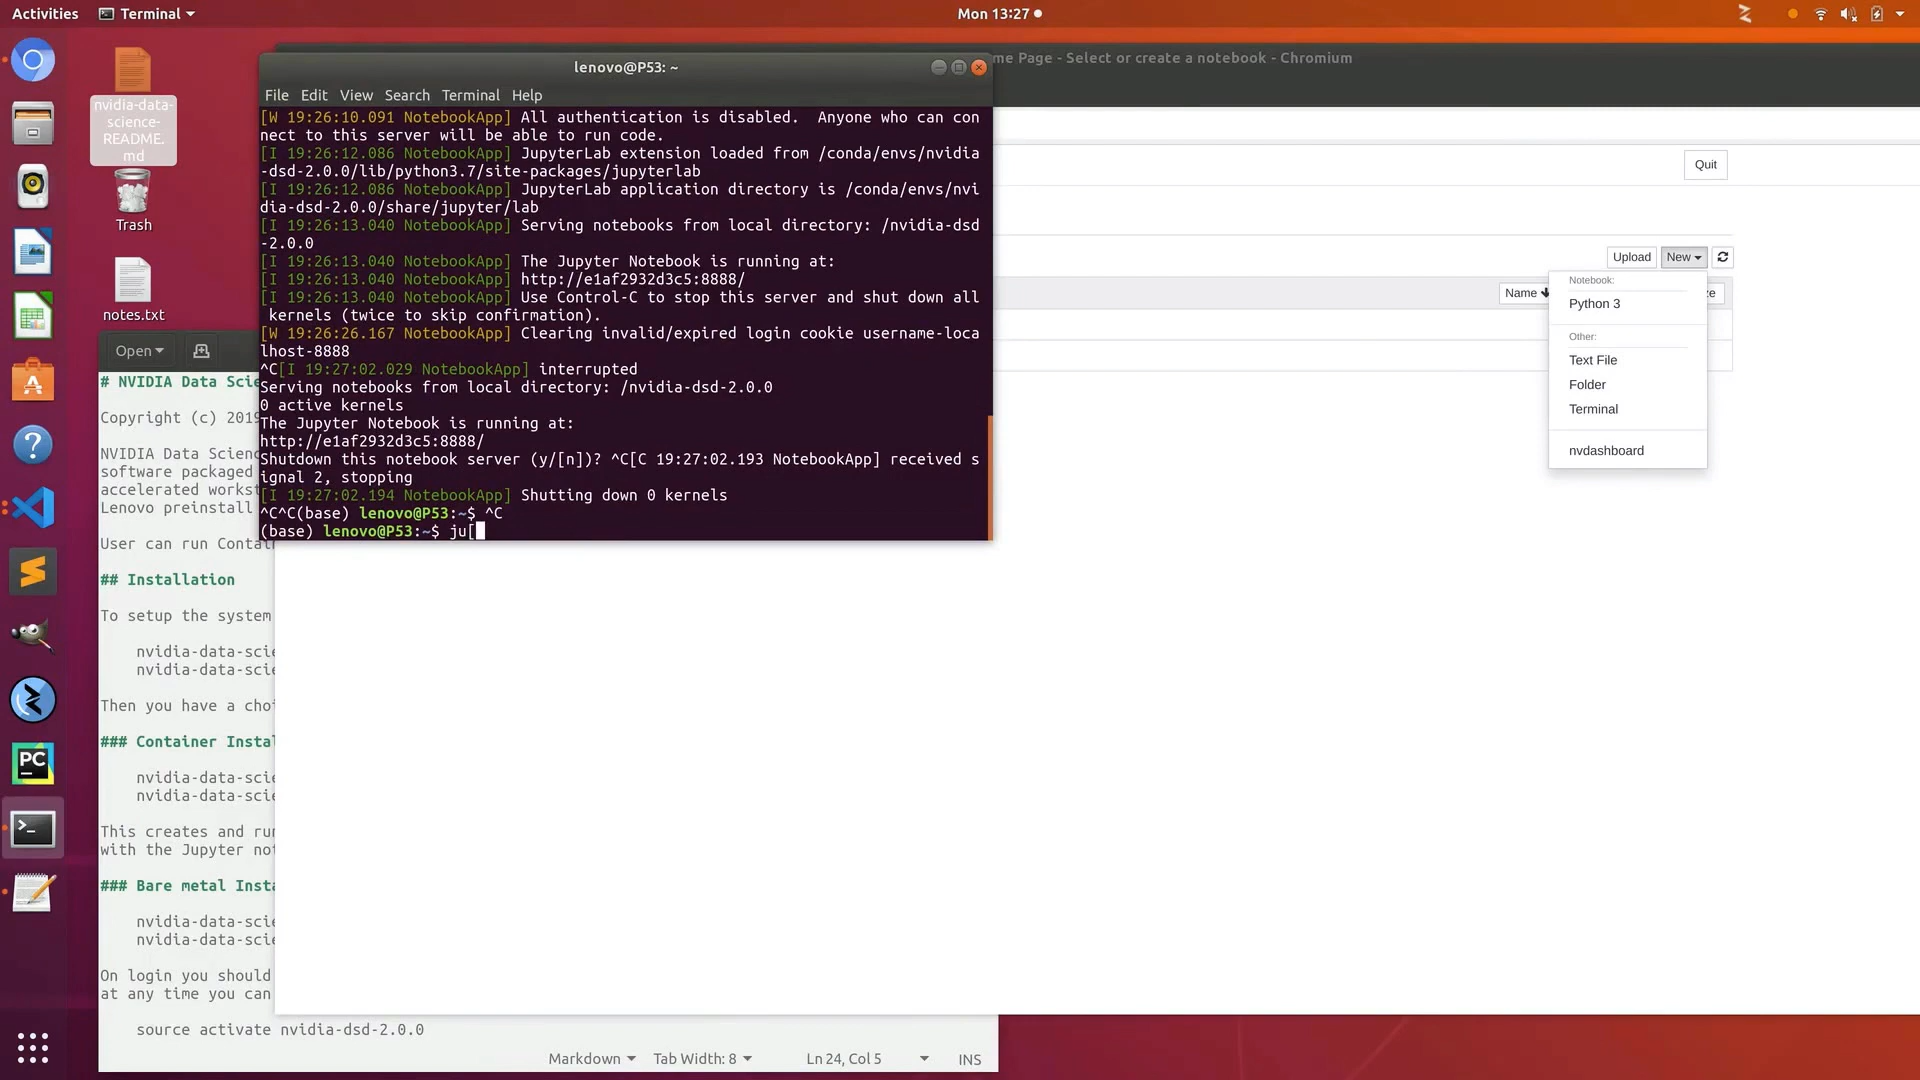 Activities
Terminal
Mon 13:27
nvidia-data-
science-
README.
md
Trash
notes.txt
lenovo@P53: ~
File Edit View Search Terminal Help
[W 19:26:10.091 NotebookApp] All authentication is disabled.  Anyone who can con
nect to this server will be able to run code.
[I 19:26:12.086 NotebookApp] JupyterLab extension loaded from /conda/envs/nvidia
-dsd-2.0.0/lib/python3.7/site-packages/jupyterlab
[I 19:26:12.086 NotebookApp] JupyterLab application directory is /conda/envs/nvi
dia-dsd-2.0.0/share/jupyter/lab
[I 19:26:13.040 NotebookApp] Serving notebooks from local directory: /nvidia-dsd
-2.0.0
[I 19:26:13.040 NotebookApp] The Jupyter Notebook is running at:
[I 19:26:13.040 NotebookApp] http://e1af2932d3c5:8888/
[I 19:26:13.040 NotebookApp] Use Control-C to stop this server and shut down all
 kernels (twice to skip confirmation).
[W 19:26:26.167 NotebookApp] Clearing invalid/expired login cookie username-loca
lhost-8888
^C[I 19:27:02.029 NotebookApp] interrupted
Serving notebooks from local directory: /nvidia-dsd-2.0.0
0 active kernels
The Jupyter Notebook is running at:
http://e1af2932d3c5:8888/
Shutdown this notebook server (y/[n])? ^C[C 19:27:02.193 NotebookApp] received s
ignal 2, stopping
[I 19:27:02.194 NotebookApp] Shutting down 0 kernels
^C^C(base) lenovo@P53:~$ ^C
(base) lenovo@P53:~$ ju[
me Page - Select or create a notebook - Chromium
Quit
Upload
New
Name
ze
Notebook:
Python 3
Other:
Text File
Folder
Terminal
nvdashboard
Open
# NVIDIA Data Scie
Copyright (c) 2019
NVIDIA Data Scienc
software packaged
accelerated workst
Lenovo preinstall
User can run Contai
## Installation
To setup the system
nvidia-data-scie
nvidia-data-scie
Then you have a choi
### Container Instal
nvidia-data-scie
nvidia-data-scie
This creates and run
with the Jupyter not
### Bare metal Insta
nvidia-data-scie
nvidia-data-scie
On login you should
at any time you can
source activate nvidia-dsd-2.0.0
Markdown
Tab Width: 8
Ln 24, Col 5
INS
PC